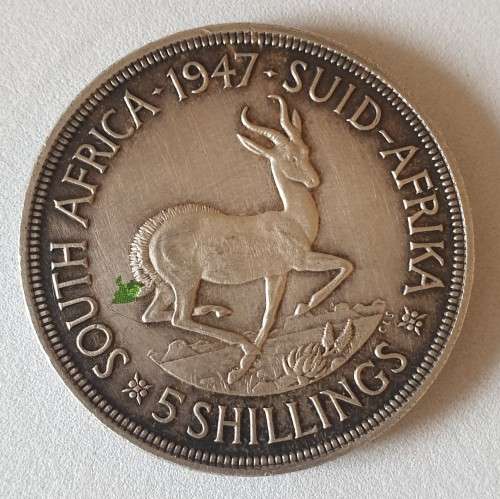 SOUTH AFRICA · 1947 · SUID-AFRIKA
5 SHILLINGS